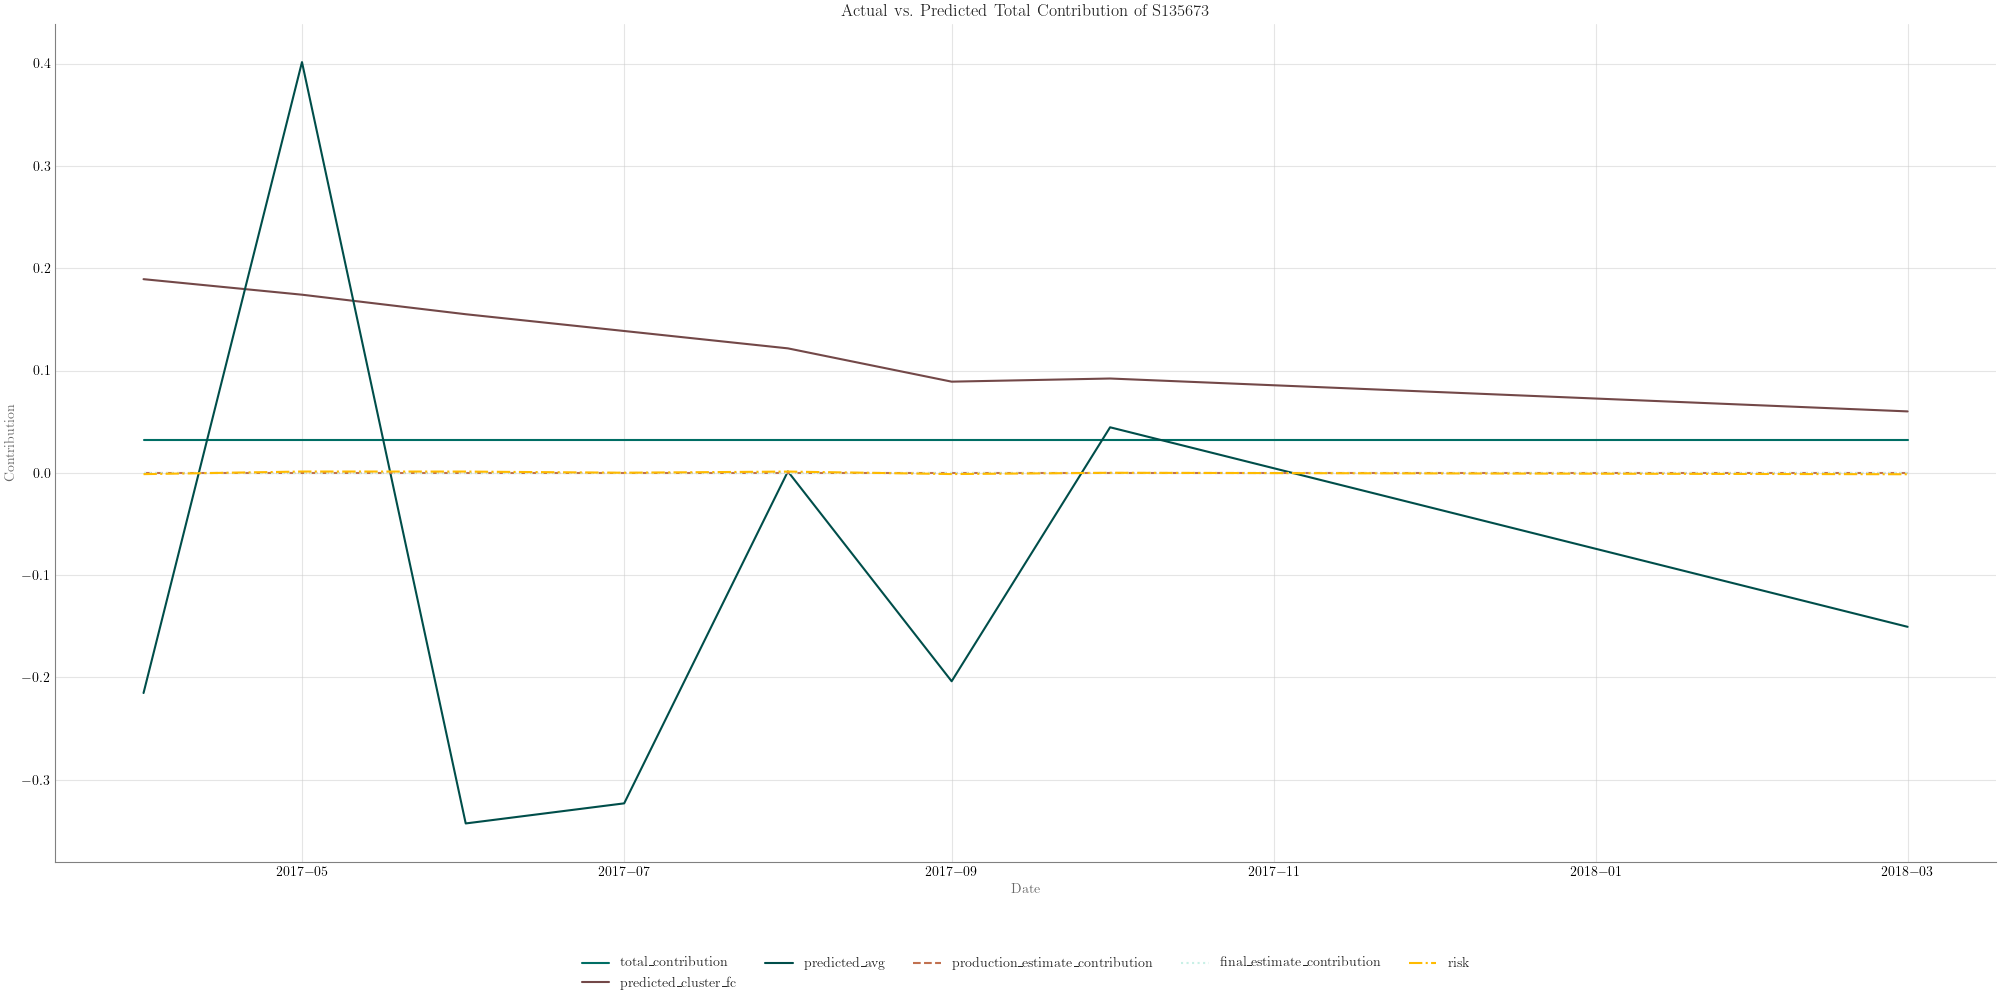 Actual vs. Predicted Total Contribution of S135673
Contribution
0.4
0.3
0.2
0.1
0.0
−0.1
−0.2
−0.3
2017−05 2017−07 2017−09 2017−11 2018−01 2018−03
Date
total_contribution predicted_avg production_estimate_contribution final_estimate_contribution risk
predicted_cluster_fc